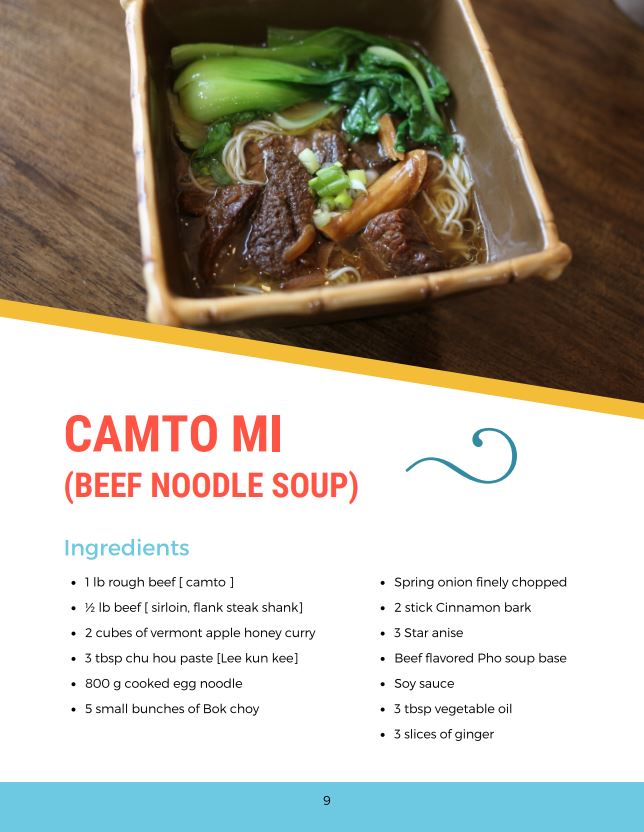 CAMTO MI
(BEEF NOODLE SOUP)
Ingredients
• 1 lb rough beef [ camto ]
• ½ lb beef [ sirloin, flank steak shank]
• 2 cubes of vermont apple honey curry
• 3 tbsp chu hou paste [Lee kun kee]
• 800 g cooked egg noodle
• 5 small bunches of Bok choy
• Spring onion finely chopped
• 2 stick Cinnamon bark
• 3 Star anise
• Beef flavored Pho soup base
• Soy sauce
• 3 tbsp vegetable oil
• 3 slices of ginger
9